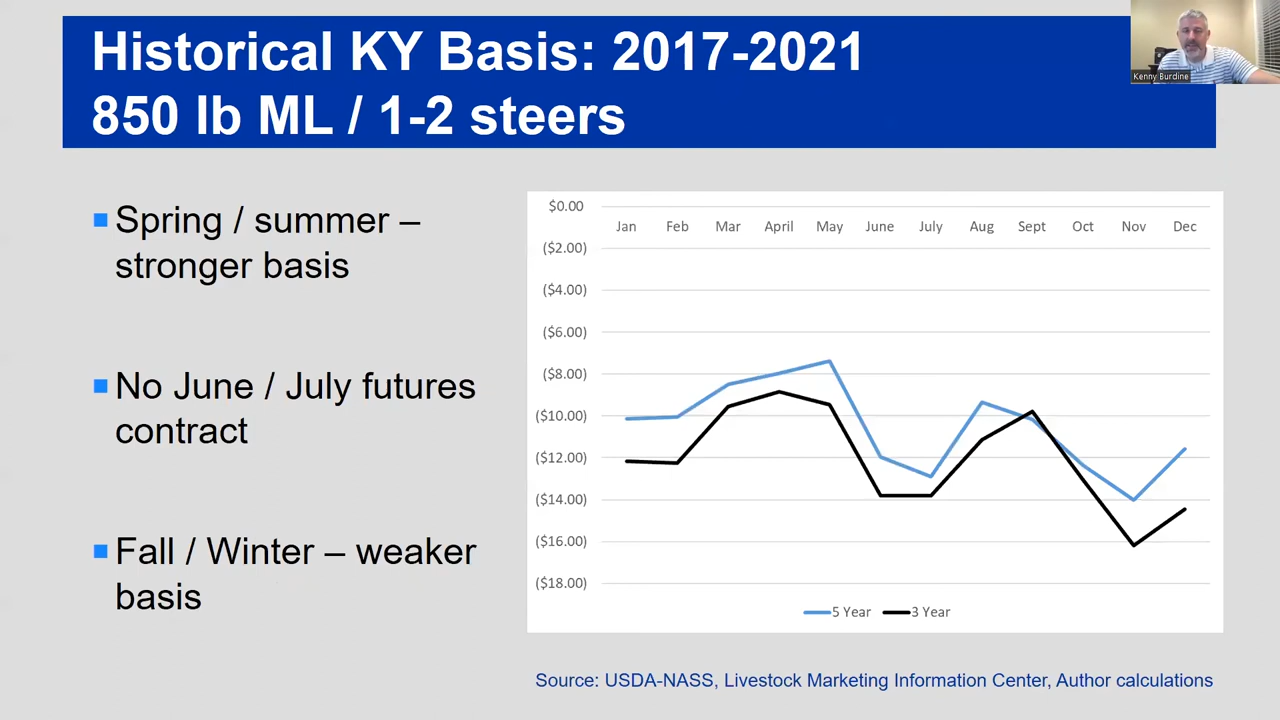 Historical KY Basis: 2017-2021
850 lb ML / 1-2 steers
Kenny Burdine
Spring / summer –
stronger basis
No June / July futures
contract
Fall / Winter – weaker
basis
$0.00
Jan Feb Mar April May June July Aug Sept Oct Nov Dec
($2.00)
($4.00)
($6.00)
($8.00)
($10.00)
($12.00)
($14.00)
($16.00)
($18.00)
5 Year 3 Year
Source: USDA-NASS, Livestock Marketing Information Center, Author calculations